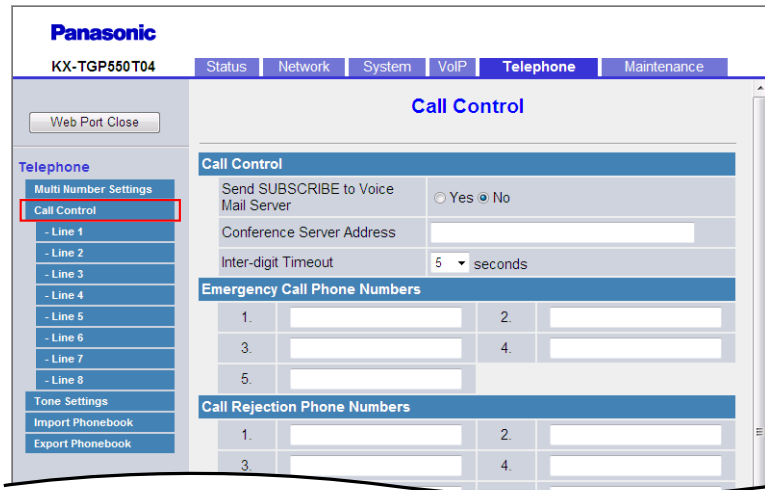 Panasonic
KX-TGP550T04
Status Network System VoIP Telephone Maintenance
Web Port Close
Call Control
Telephone
Multi Number Settings
Call Control
- Line 1
- Line 2
- Line 3
- Line 4
- Line 5
- Line 6
- Line 7
- Line 8
Tone Settings
Import Phonebook
Export Phonebook
Call Control
Send SUBSCRIBE to Voice
Mail Server
Yes No
Conference Server Address
Inter-digit Timeout 5 seconds
Emergency Call Phone Numbers
1. 2.
3. 4.
5.
Call Rejection Phone Numbers
1. 2.
3. 4.